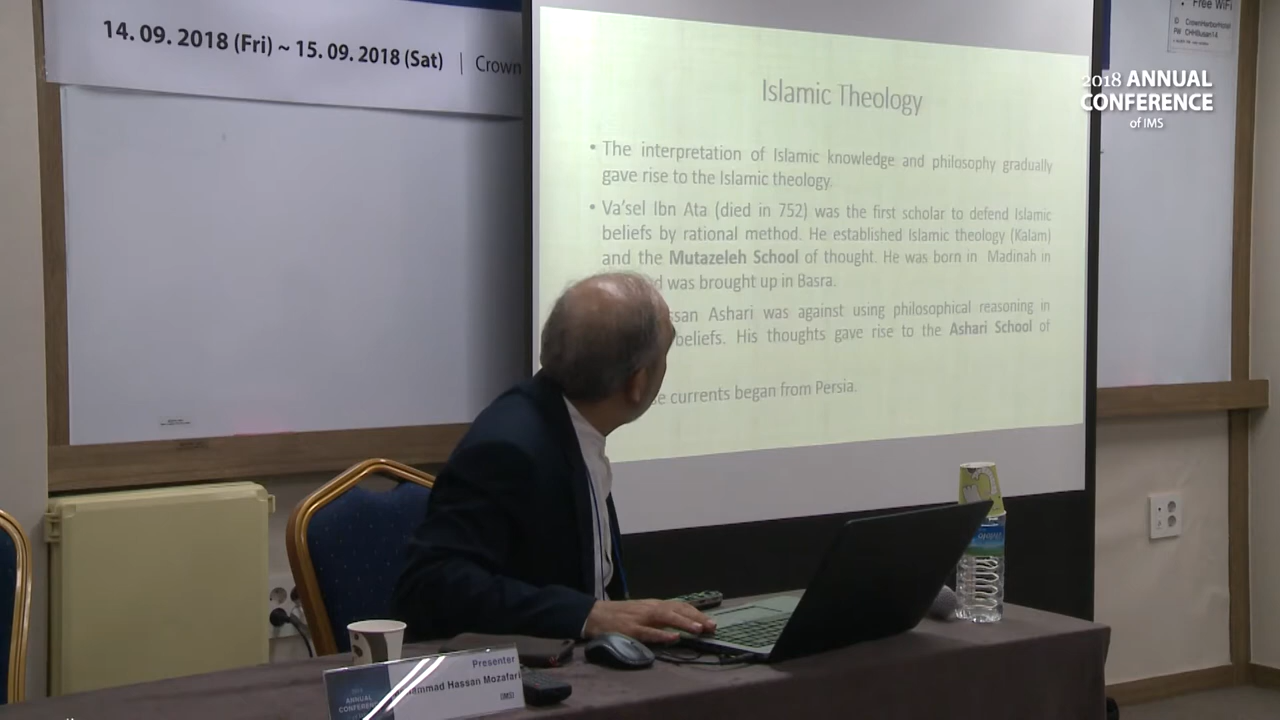 14. 09. 2018 (Fri) ~ 15. 09. 2018 (Sat) | Crown
Free WiFi
2018 ANNUAL
CONFERENCE
of IMS
Islamic Theology
• The interpretation of Islamic knowledge and philosophy gradually
gave rise to the Islamic theology.
• Va'sel Ibn Ata (died in 752) was the first scholar to defend Islamic
beliefs by rational method. He established Islamic theology (Kalam)
and the Mutazeleh School of thought. He was born in Madinah in
was brought up in Basra.
Ashari was against using philosophical reasoning in
beliefs. His thoughts gave rise to the Ashari School of
currents began from Persia.
Presenter
Hassan Mozafari
ANNUAL
CONFERENCE